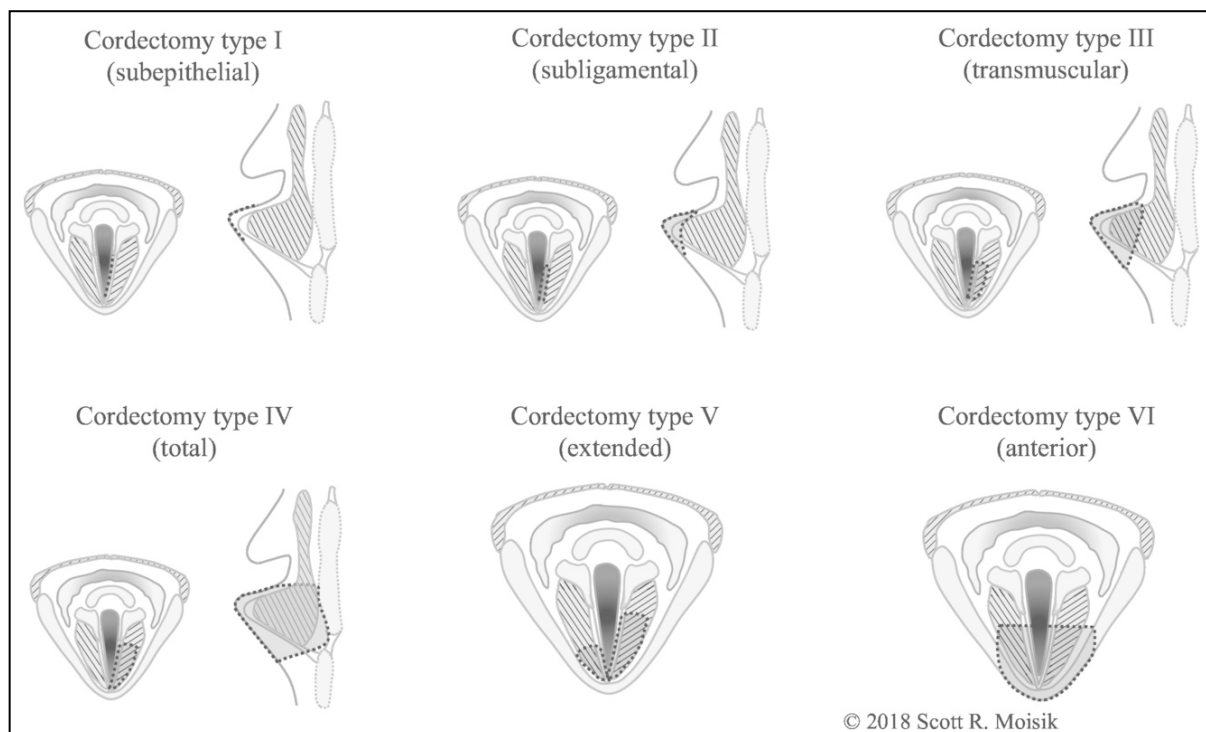 Cordectomy type I
(subepithelial)
Cordectomy type II
(subligamental)
Cordectomy type III
(transmuscular)
Cordectomy type IV
(total)
Cordectomy type V
(extended)
Cordectomy type VI
(anterior)
© 2018 Scott R. Moisik